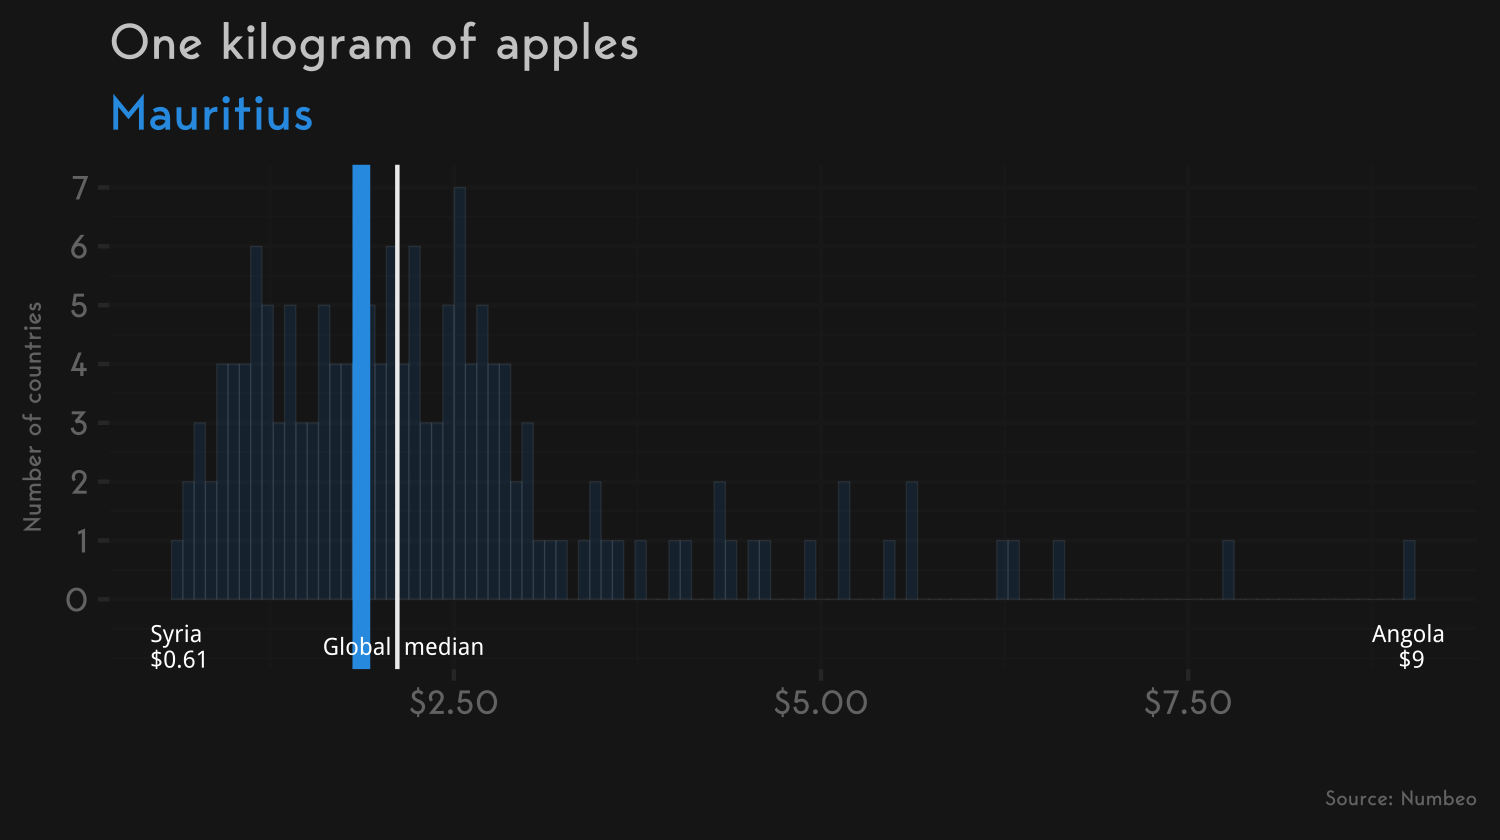 One kilogram of apples
Mauritius
Number of countries
7
6
5
4
3
2
1
0
Syria
$0.61
Global median
Angola
$9
$2.50
$5.00
$7.50
Source: Numbeo